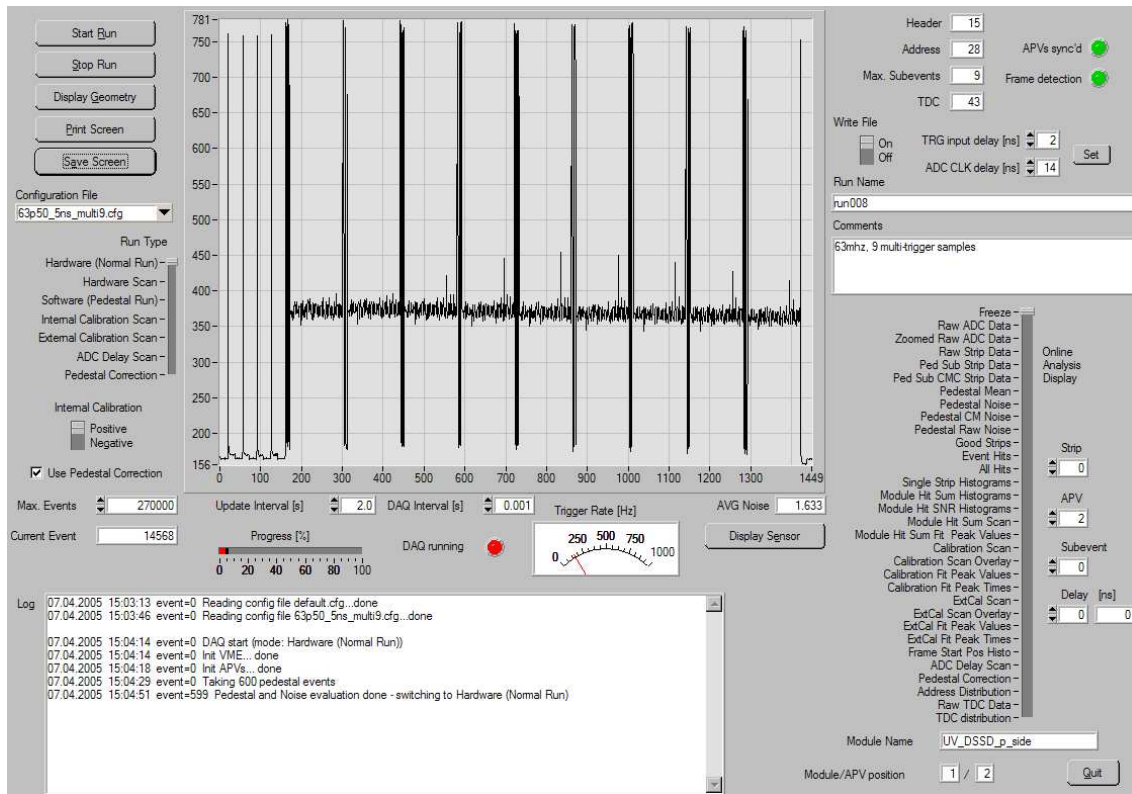 Start Run
Stop Run
Display Geometry
Print Screen
Save Screen
Configuration File
63p50_5ns_multi9.cfg
Run Type
Hardware (Normal Run)
Hardware Scan
Software (Pedestal Run)
Internal Calibration Scan
External Calibration Scan
ADC Delay Scan
Pedestal Correction
Internal Calibration
Positive
Negative
Use Pedestal Correction
781
750
700
650
600
550
500
450
400
350
300
250
200
156
0 100 200 300 400 500 600 700 800 900 1000 1100 1200 1300 1449
Max. Events 270000
Update Interval [s] 2.0
DAQ Interval [s] 0.001
Trigger Rate [Hz]
0 250 500 750 1000
AVG Noise 1.633
Current Event 14568
Progress [%]
0 20 40 60 80 100
DAQ running
Display Sensor
Log
07.04.2005 15:03:13 event=0 Reading config file default.cfg...done
07.04.2005 15:03:46 event=0 Reading config file 63p50_5ns_multi9.cfg...done
07.04.2005 15:04:14 event=0 DAQ start (mode: Hardware (Normal Run))
07.04.2005 15:04:14 event=0 Init VME... done
07.04.2005 15:04:18 event=0 Init APVs... done
07.04.2005 15:04:29 event=0 Taking 600 pedestal events
07.04.2005 15:04:51 event=599 Pedestal and Noise evaluation done - switching to Hardware (Normal Run)
Header 15
Address 28
APVs sync'd
Max. Subevents 9
Frame detection
TDC 43
Write File
On
Off
TRG input delay [ns] 2
ADC CLK delay [ns] 14
Set
Run Name
run008
Comments
63mhz, 9 multi-trigger samples
Freeze
Raw ADC Data
Zoomed Raw ADC Data
Raw Strip Data
Ped Sub Strip Data
Ped Sub CMC Strip Data
Pedestal Mean
Pedestal Noise
Pedestal CM Noise
Pedestal Raw Noise
Good Strips
Event Hits
All Hits
Single Strip Histograms
Module Hit Sum Histograms
Module Hit SNR Histograms
Module Hit Sum Scan
Module Hit Sum Fit Peak Values
Calibration Scan
Calibration Scan Overlay
Calibration Fit Peak Values
Calibration Fit Peak Times
ExtCal Scan
ExtCal Scan Overlay
ExtCal Fit Peak Values
ExtCal Fit Peak Times
Frame Start Pos Histo
ADC Delay Scan
Pedestal Correction
Address Distribution
Raw TDC Data
TDC distribution
Online
Analysis
Display
Strip
0
APV
2
Subevent
0
Delay [ns]
0 0
Module Name UV_DSSD_p_side
Module/APV position 1 / 2
Quit